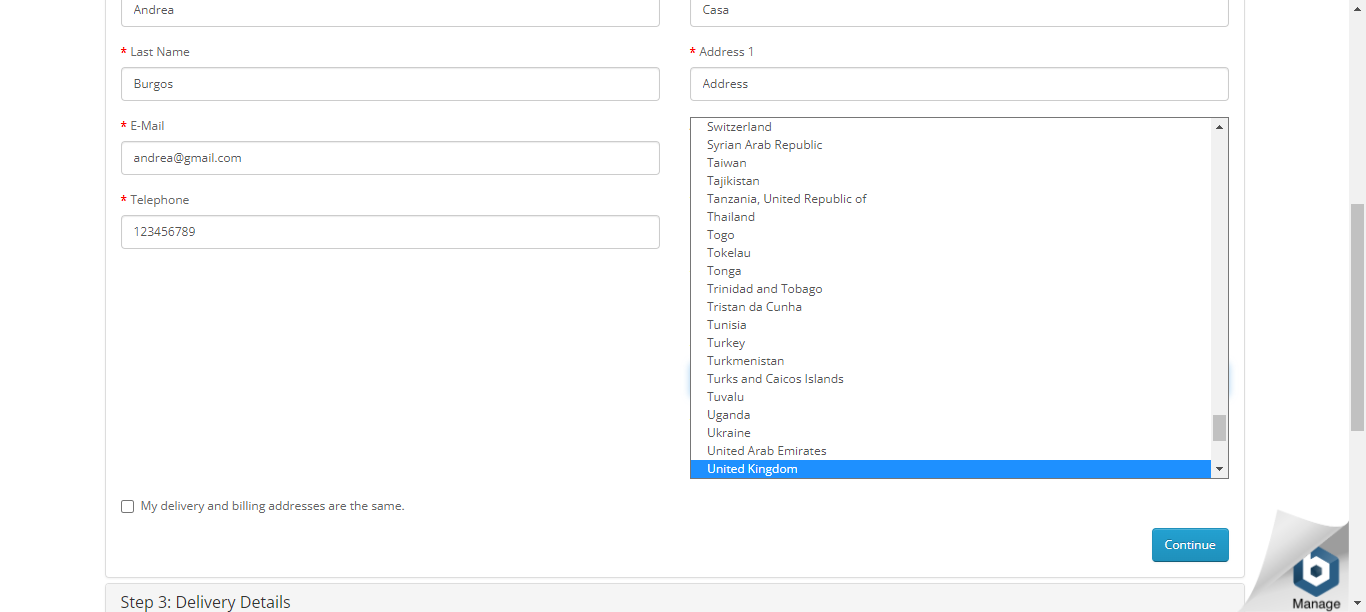 Andrea
Casa
* Last Name
* Address 1
Burgos
Address
* E-Mail
andrea@gmail.com
* Telephone
123456789
Switzerland
Syrian Arab Republic
Taiwan
Tajikistan
Tanzania, United Republic of
Thailand
Togo
Tokelau
Tonga
Trinidad and Tobago
Tristan da Cunha
Tunisia
Turkey
Turkmenistan
Turks and Caicos Islands
Tuvalu
Uganda
Ukraine
United Arab Emirates
United Kingdom
My delivery and billing addresses are the same.
Continue
Step 3: Delivery Details
b
Manage